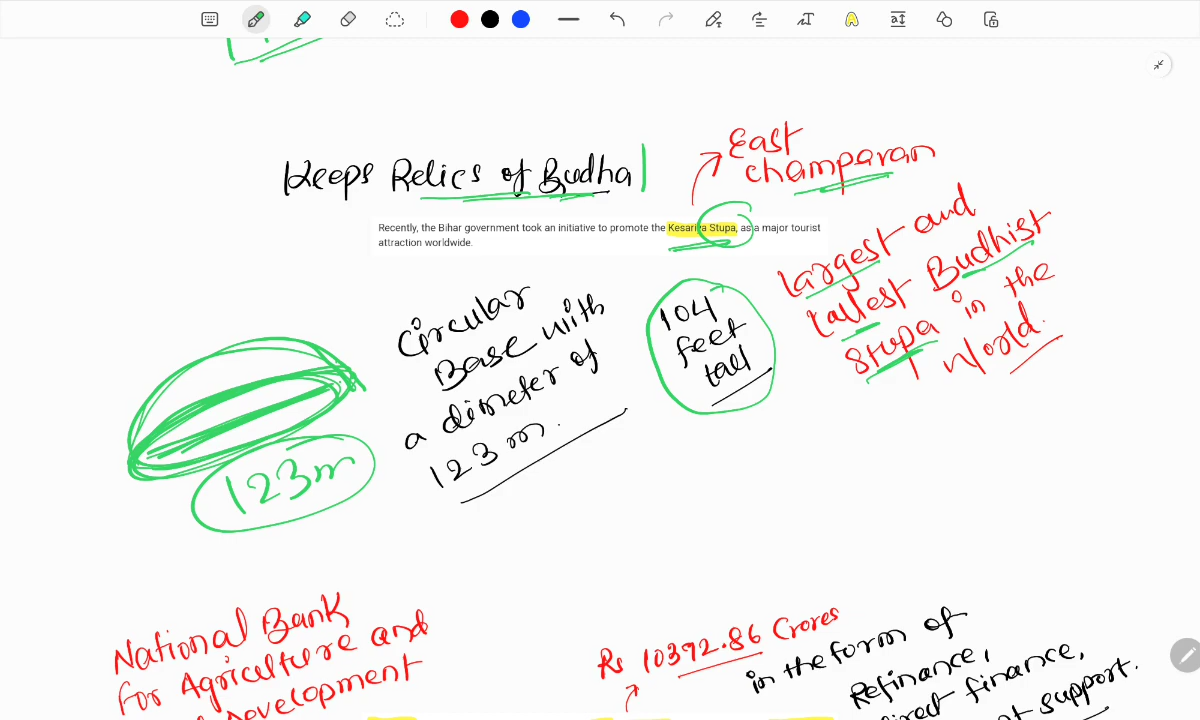 Keeps Relics of Budha
East
champaran
Recently, the Bihar government took an initiative to promote the Kesariya Stupa, as a major tourist
attraction worldwide.
Largest and
tallest Budhist
Stupa in the
World.
104
feet
tall
Circular
Base with
a dimeter of
123 m.
123m
National Bank
for Agriculture and
Development
Rs 10392.86 Crores
in the form of
Refinance,
direct finance,
support.